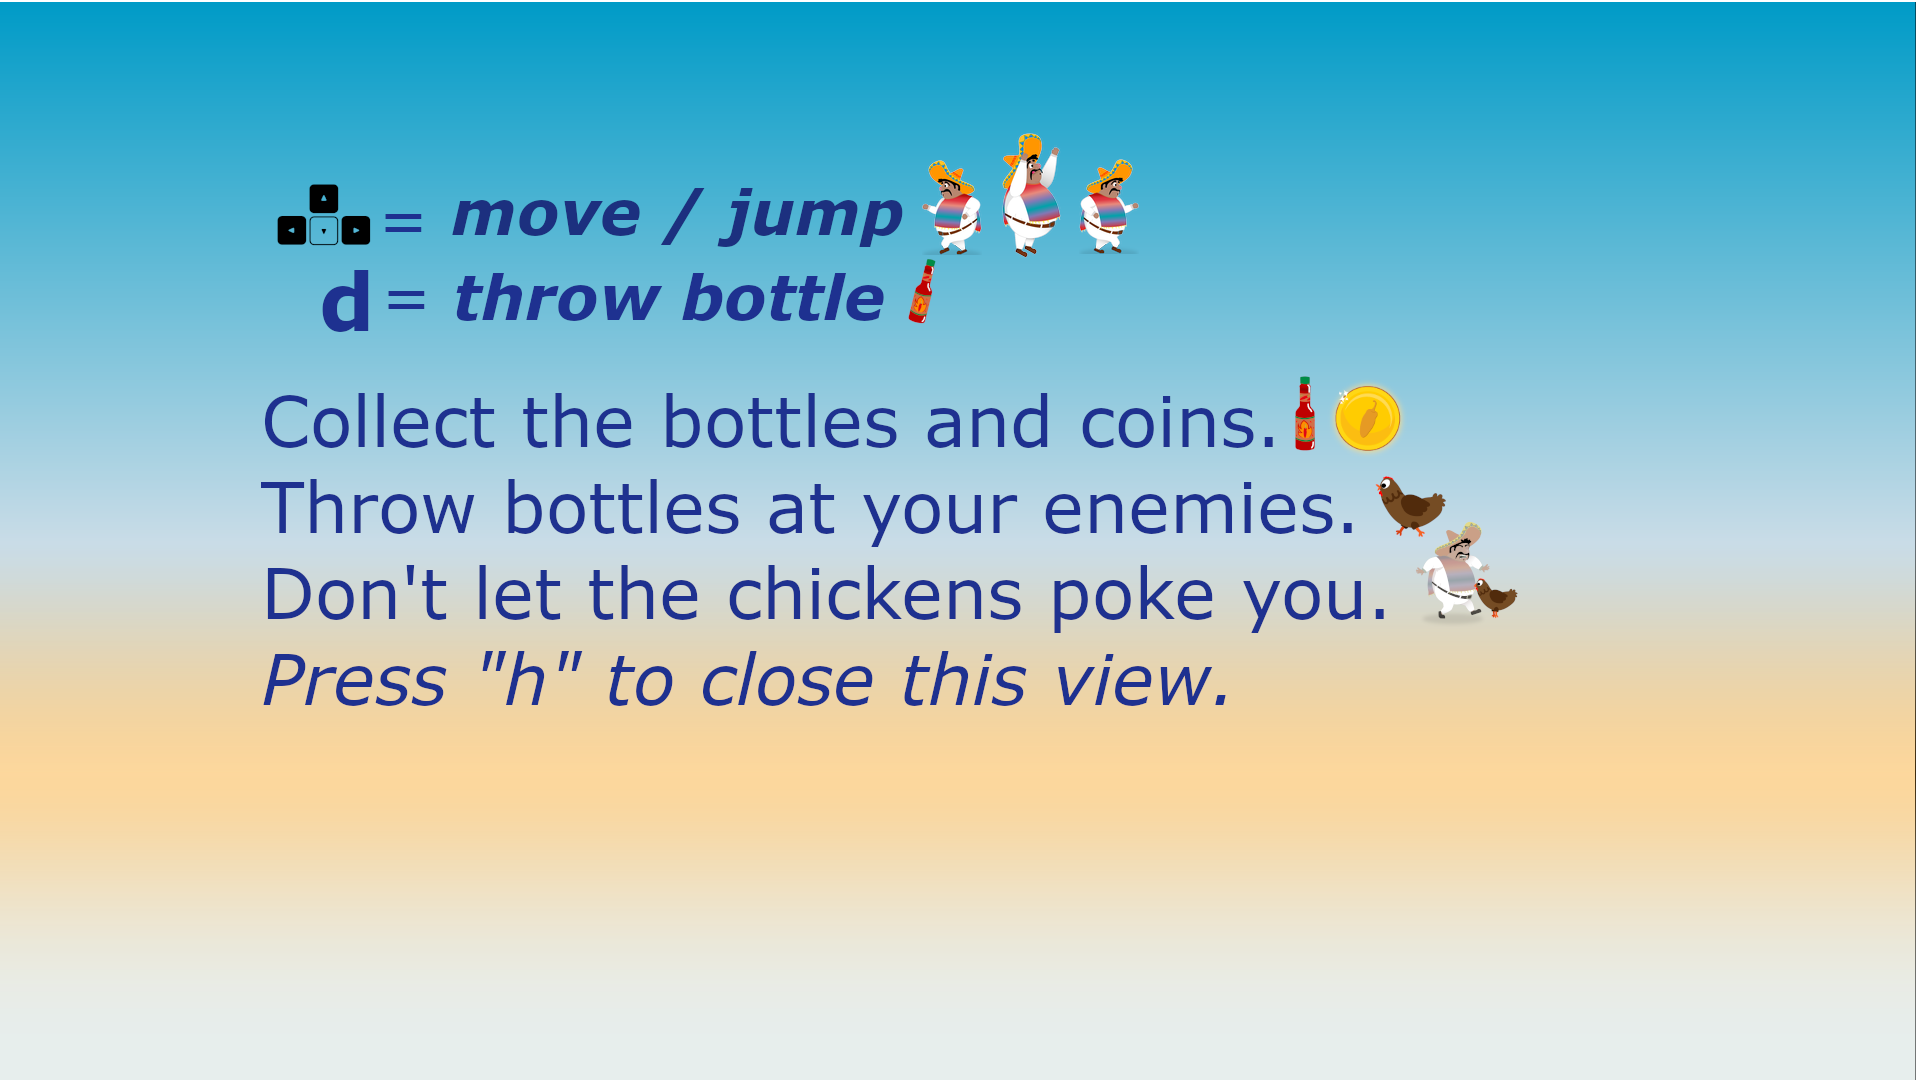 = move / jump
d = throw bottle
Collect the bottles and coins.
Throw bottles at your enemies.
Don't let the chickens poke you.
Press "h" to close this view.